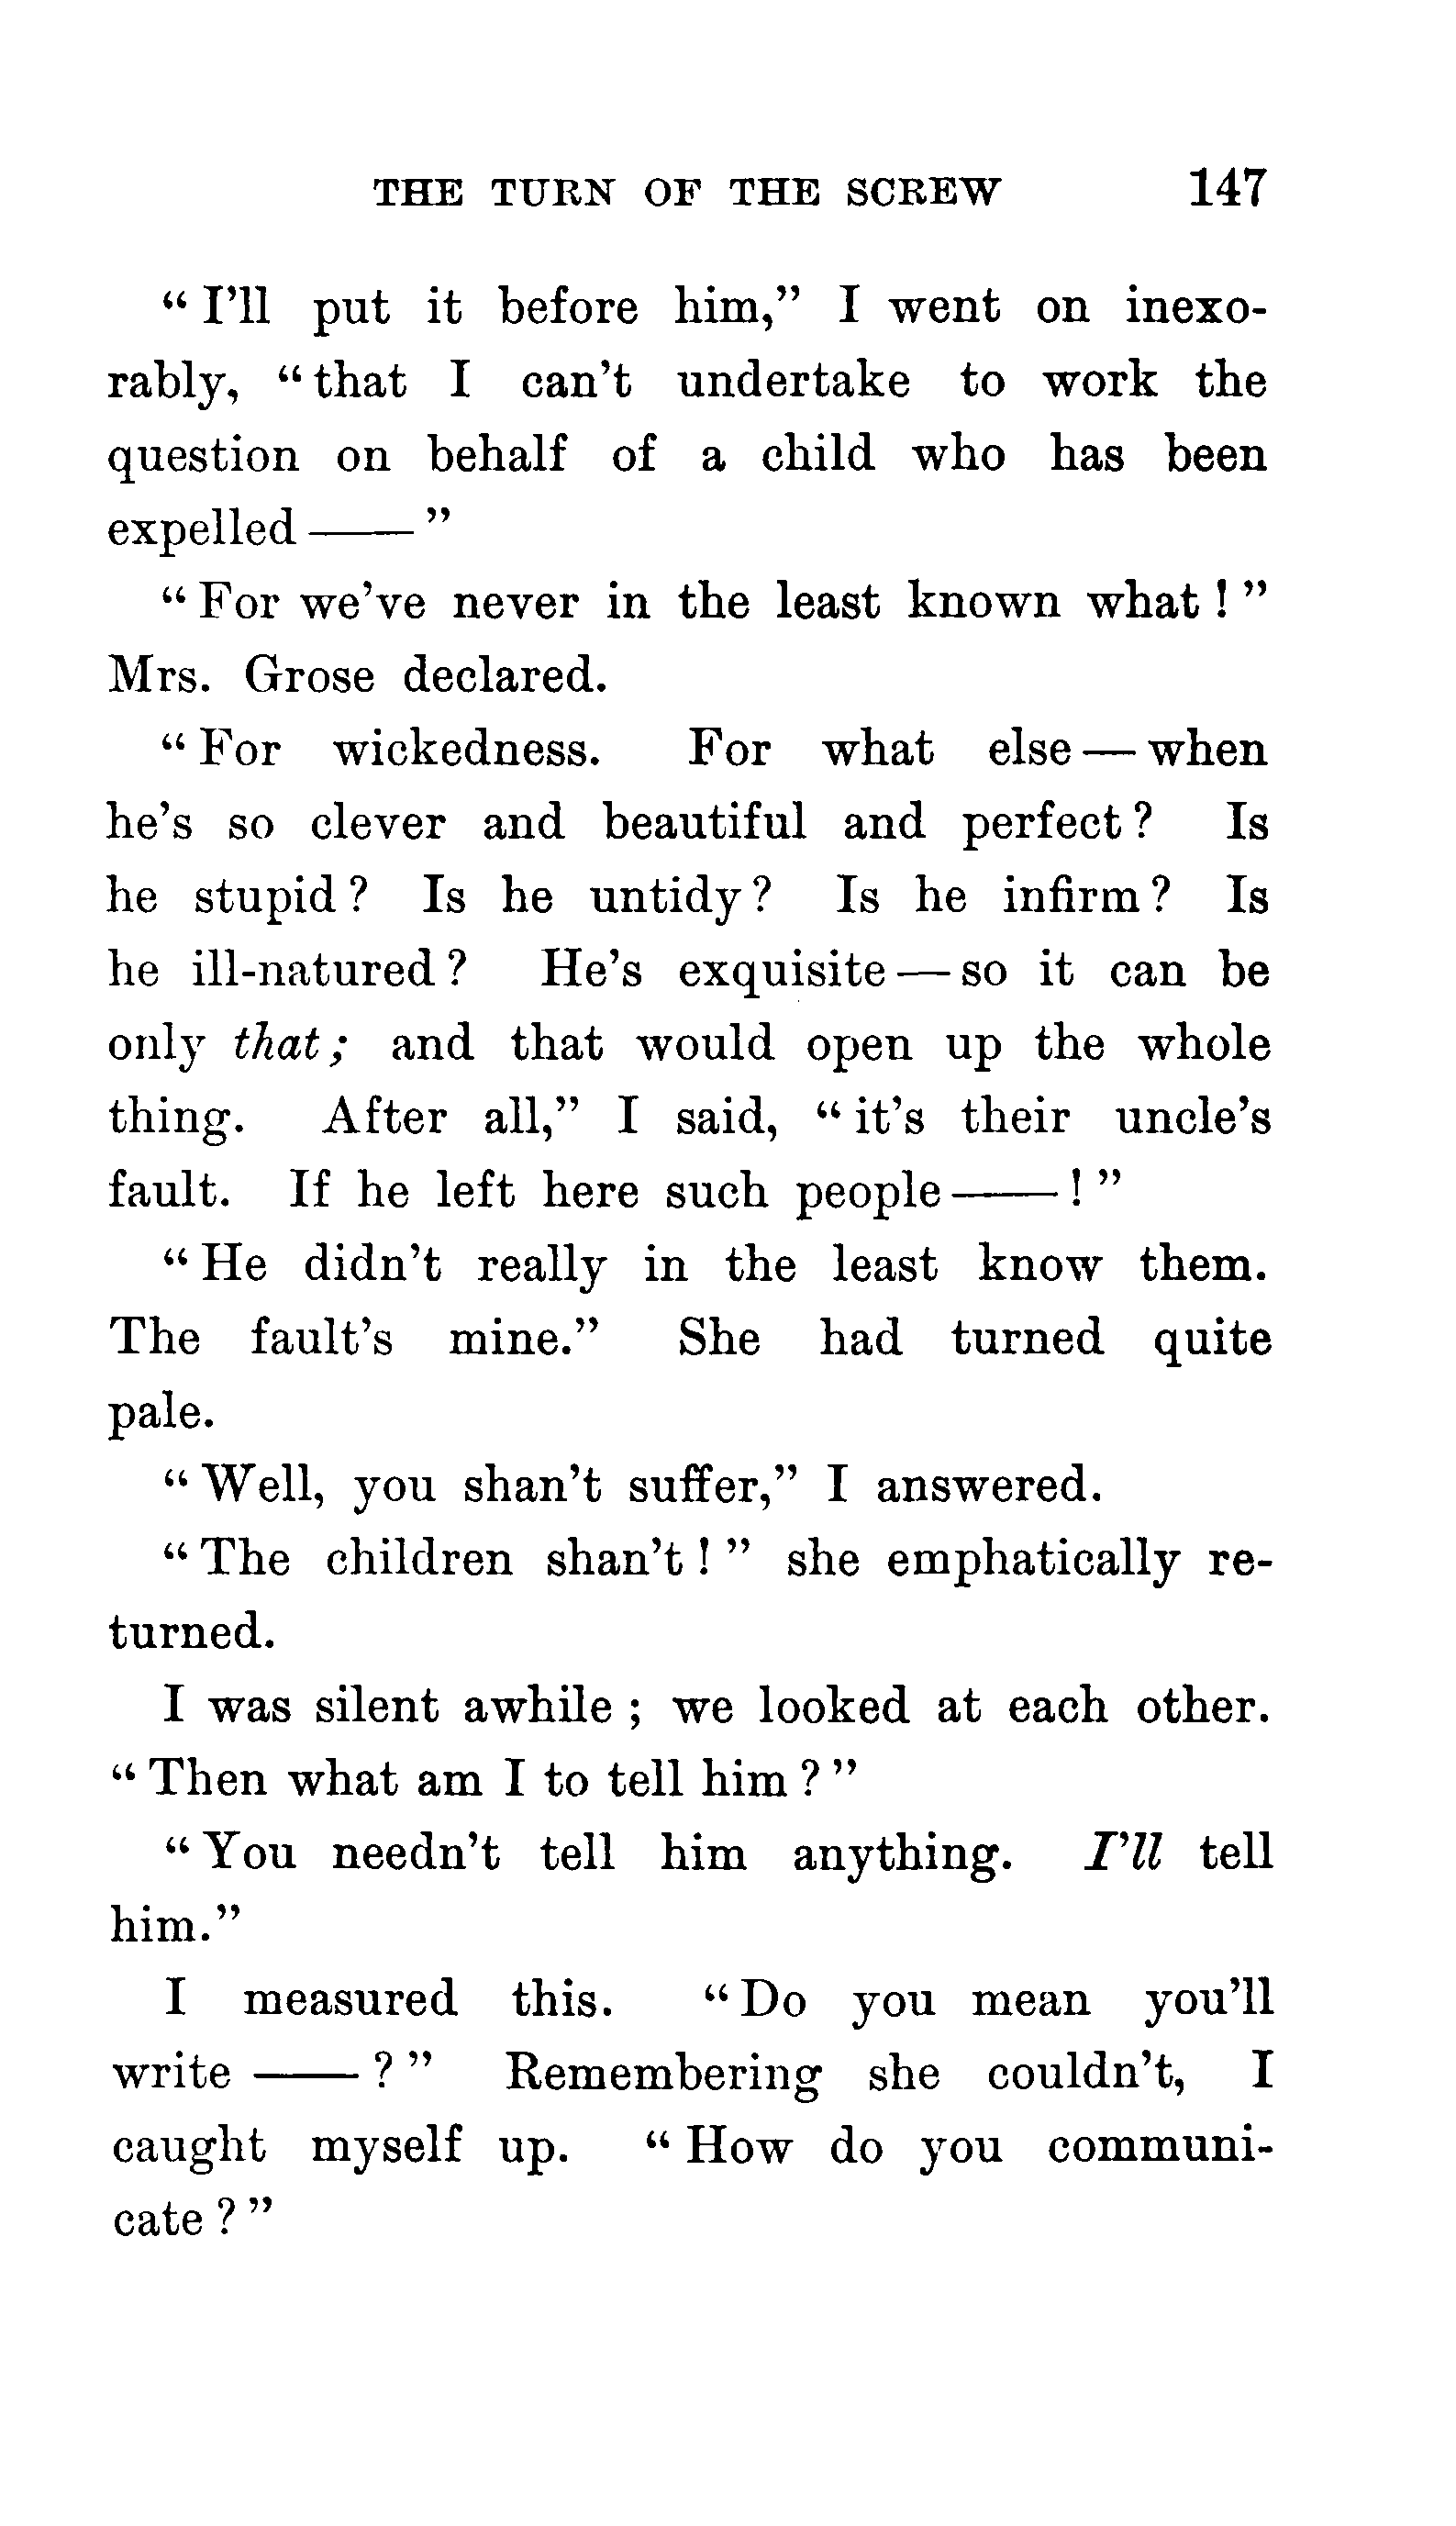 THE TURN OF THE SCREW 147
“I’ll put it before him,” I went on inexo-
rably, “that I can’t undertake to work the
question on behalf of a child who has been
expelled——”
“For we’ve never in the least known what!”
Mrs. Grose declared.
“For wickedness. For what else—when
he’s so clever and beautiful and perfect? Is
he stupid? Is he untidy? Is he infirm? Is
he ill-natured? He’s exquisite—so it can be
only that; and that would open up the whole
thing. After all,” I said, “it’s their uncle’s
fault. If he left here such people——!”
“He didn’t really in the least know them.
The fault’s mine.” She had turned quite
pale.
“Well, you shan’t suffer,” I answered.
“The children shan’t!” she emphatically re-
turned.
I was silent awhile; we looked at each other.
“Then what am I to tell him?”
“You needn’t tell him anything. I’ll tell
him.”
I measured this. “Do you mean you’ll
write——?” Remembering she couldn’t, I
caught myself up. “How do you communi-
cate?”